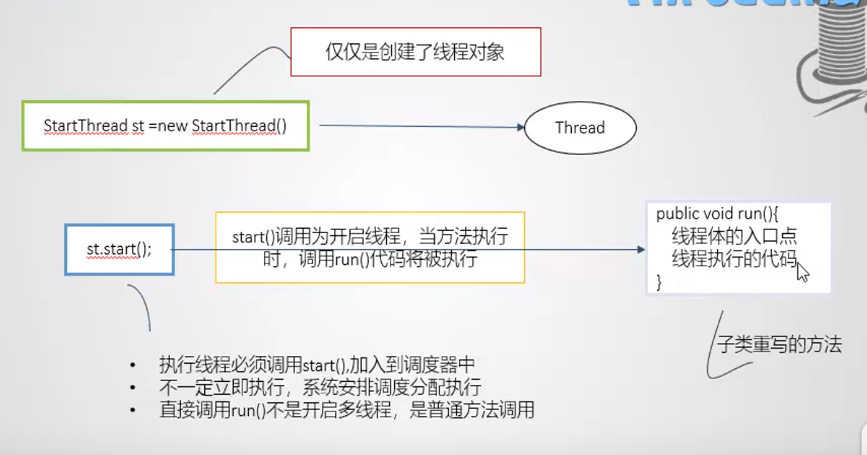 仅仅是创建了线程对象
StartThread st =new StartThread()
Thread
st.start();
start()调用为开启线程，当方法执行
时，调用run()代码将被执行
public void run(){
线程体的入口点
线程执行的代码
}
子类重写的方法
• 执行线程必须调用start(),加入到调度器中
• 不一定立即执行，系统安排调度分配执行
• 直接调用run()不是开启多线程，是普通方法调用